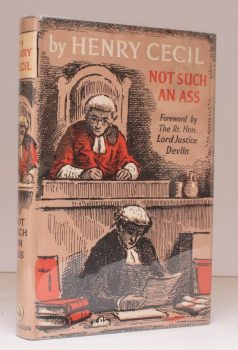 by HENRY CECIL
NOT SUCH
AN ASS
Foreword by
The Rt. Hon.
Lord Justice
Devlin
HENRY
CECIL
NOT
SUCH
AN
ASS